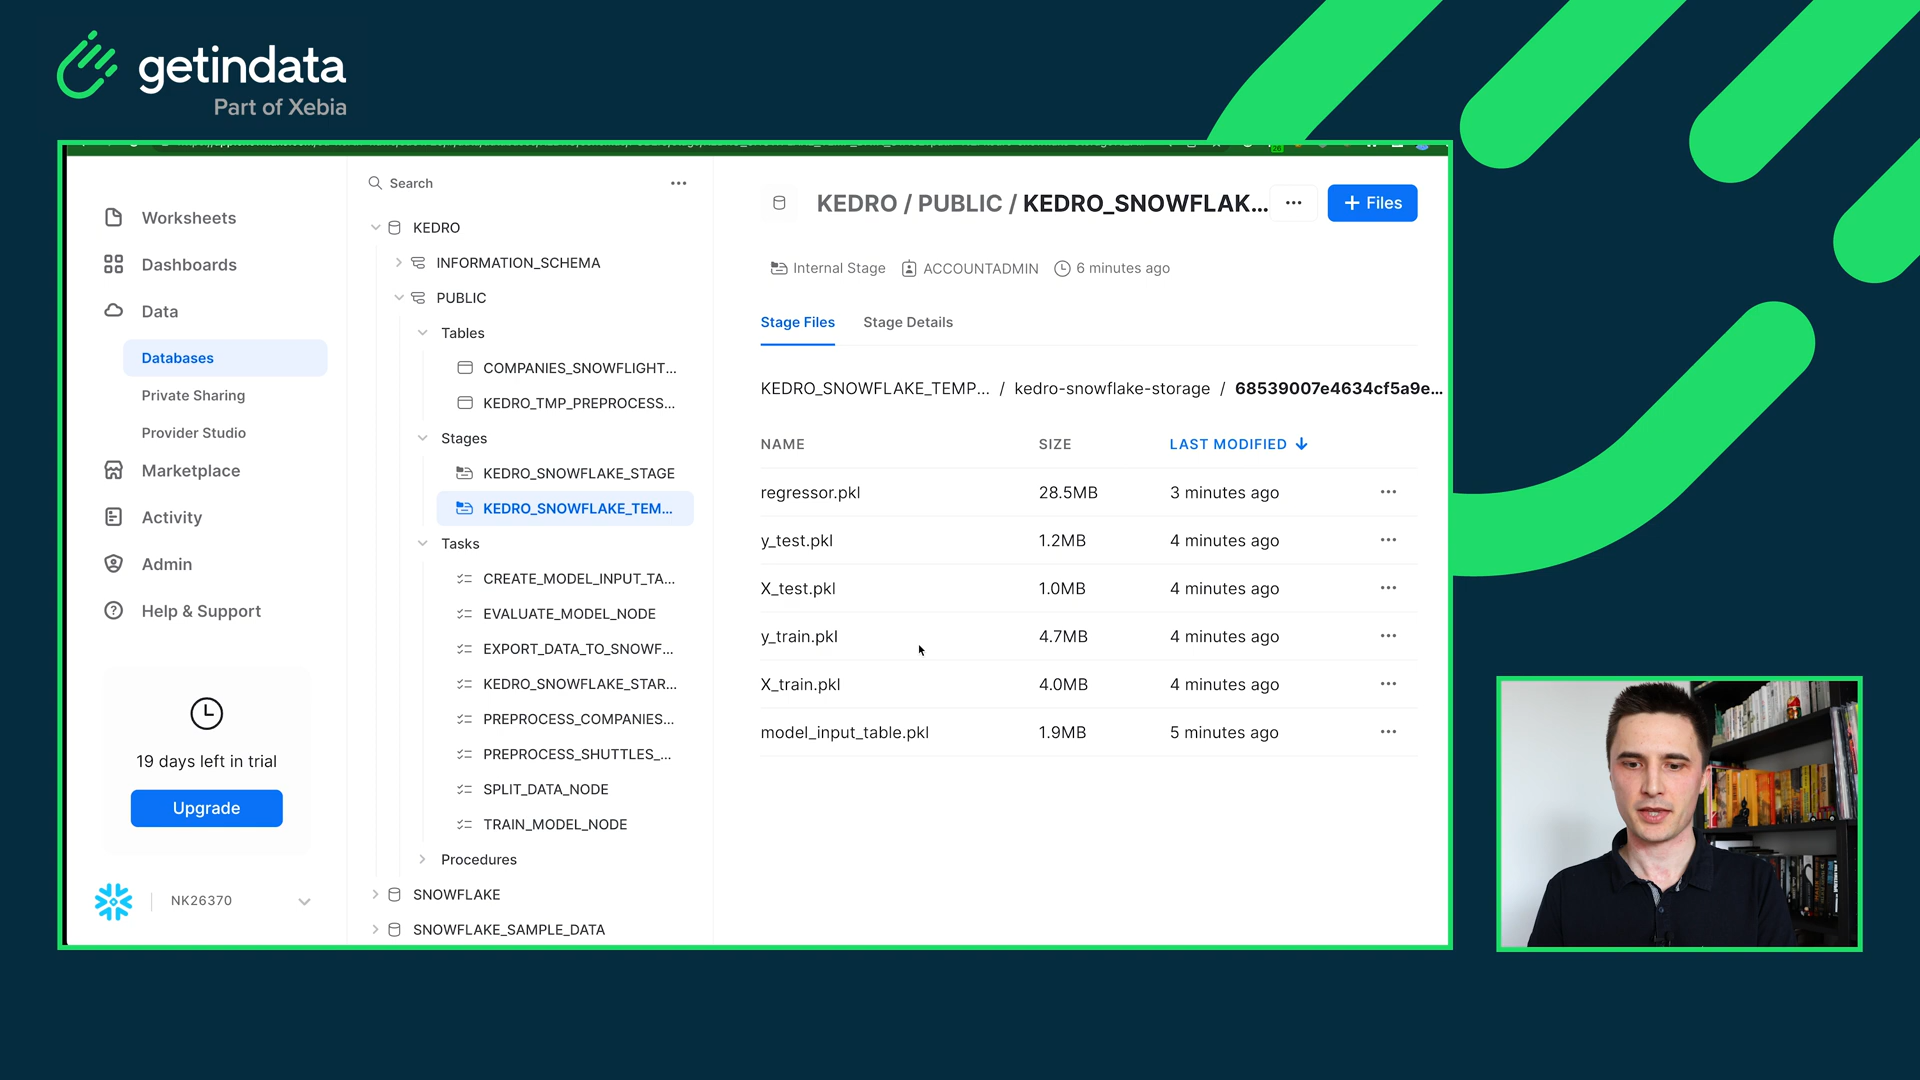 getindata
Part of Xebia
Worksheets
Dashboards
Data
Databases
Private Sharing
Provider Studio
Marketplace
Activity
Admin
Help & Support
19 days left in trial
Upgrade
NK26370
Search
KEDRO
INFORMATION_SCHEMA
PUBLIC
Tables
COMPANIES_SNOWFLIGHT...
KEDRO_TMP_PREPROCESS...
Stages
KEDRO_SNOWFLAKE_STAGE
KEDRO_SNOWFLAKE_TEM...
Tasks
CREATE_MODEL_INPUT_TA...
EVALUATE_MODEL_NODE
EXPORT_DATA_TO_SNOWF...
KEDRO_SNOWFLAKE_STAR...
PREPROCESS_COMPANIES...
PREPROCESS_SHUTTLES_...
SPLIT_DATA_NODE
TRAIN_MODEL_NODE
Procedures
SNOWFLAKE
SNOWFLAKE_SAMPLE_DATA
KEDRO / PUBLIC / KEDRO_SNOWFLAK...
+ Files
Internal Stage ACCOUNTADMIN 6 minutes ago
Stage Files Stage Details
KEDRO_SNOWFLAKE_TEMP... / kedro-snowflake-storage / 68539007e4634cf5a9e...
NAME SIZE LAST MODIFIED
regressor.pkl 28.5MB 3 minutes ago
y_test.pkl 1.2MB 4 minutes ago
X_test.pkl 1.0MB 4 minutes ago
y_train.pkl 4.7MB 4 minutes ago
X_train.pkl 4.0MB 4 minutes ago
model_input_table.pkl 1.9MB 5 minutes ago